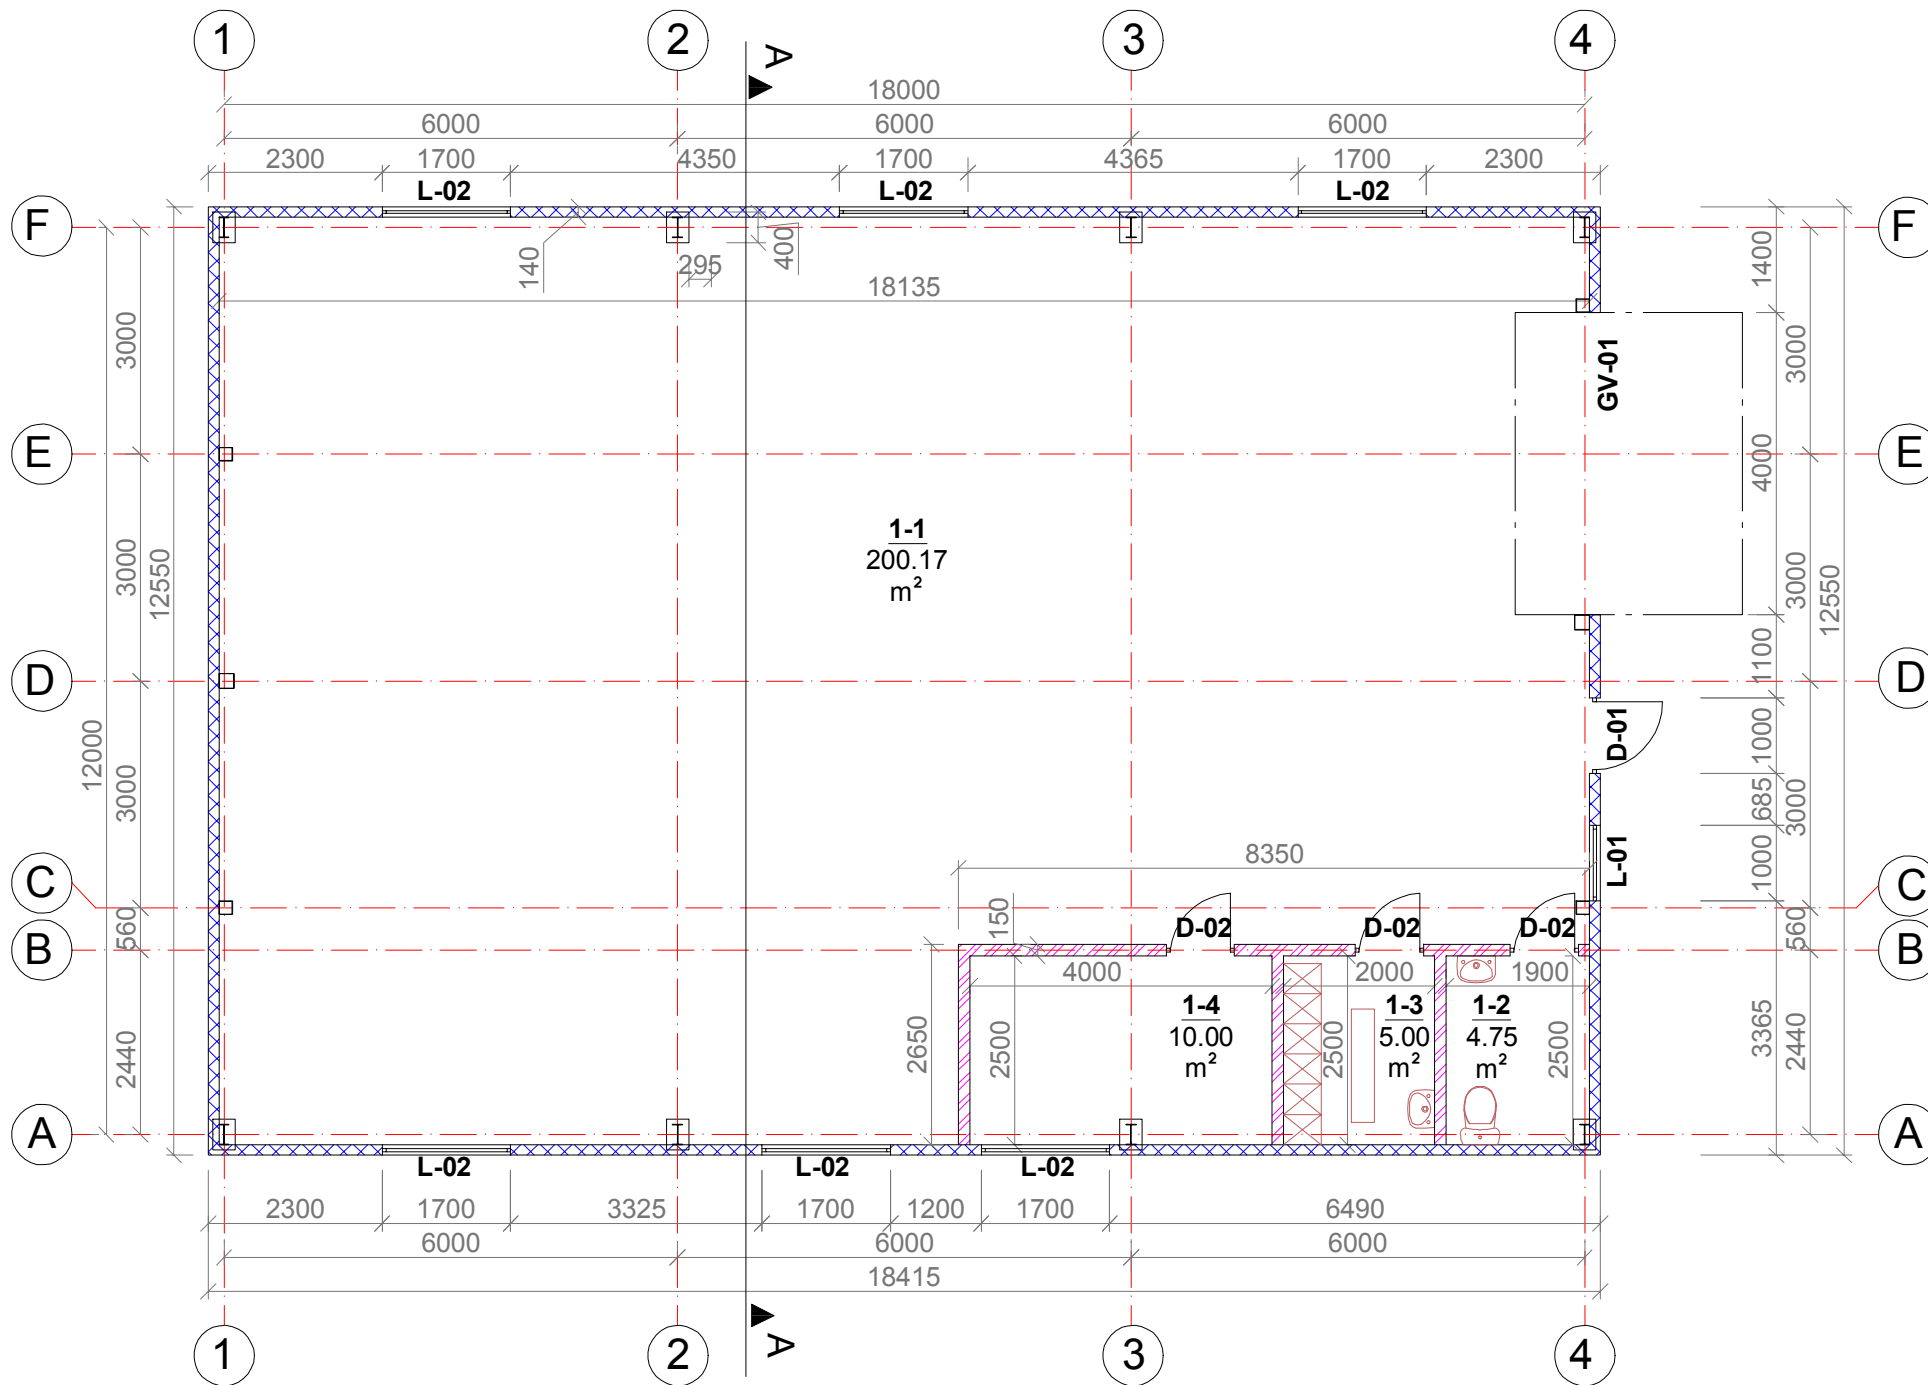 1 2 3 4
A
18000
6000 6000 6000
2300 1700 4350 1700 4365 1700 2300
L-02 L-02 L-02
F F
140 295 400 1400
18135
3000 3000
GV-01
E E
4000
1-1
200.17
m²
3000 12550 3000 12550
1100
D D
D-01
12000 3000 1000
685 3000
8350
L-01
1000
C C
560 150 D-02 D-02 D-02 560
B B
4000 2000 1900
1-4 1-3 1-2
10.00 5.00 4.75
m² m² m²
2440 2650 2500 2500 2500 3365 2440
A A
L-02 L-02 L-02
2300 1700 3325 1700 1200 1700 6490
6000 6000 6000
18415
A
1 2 3 4